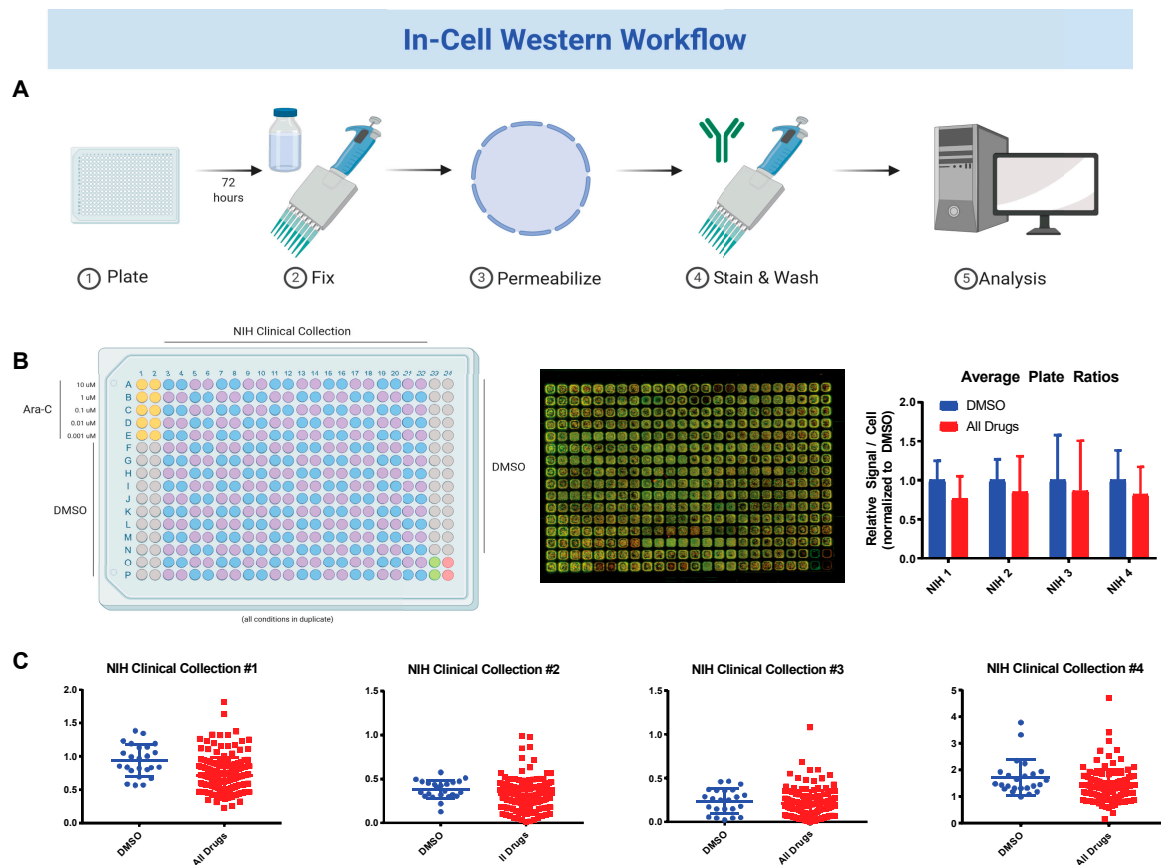 In-Cell Western Workflow
A
72
hours
1 Plate
2 Fix
3 Permeabilize
4 Stain & Wash
5 Analysis
B
NIH Clinical Collection
1 2 3 4 5 6 7 8 9 10 11 12 13 14 15 16 17 18 19 20 21 22 23 24
Ara-C
10 uM
1 uM
0.1 uM
0.01 uM
0.001 uM
DMSO
A
B
C
D
E
F
G
H
I
J
K
L
M
N
O
P
DMSO
(all conditions in duplicate)
Average Plate Ratios
DMSO
All Drugs
Relative Signal / Cell
(normalized to DMSO)
2.0
1.5
1.0
0.5
0.0
NIH 1
NIH 2
NIH 3
NIH 4
C
NIH Clinical Collection #1
2.0
1.5
1.0
0.5
0.0
DMSO
All Drugs
NIH Clinical Collection #2
1.5
1.0
0.5
0.0
DMSO
ll Drugs
NIH Clinical Collection #3
1.5
1.0
0.5
0.0
DMSO
All Drugs
NIH Clinical Collection #4
5
4
3
2
1
0
DMSO
All Drugs